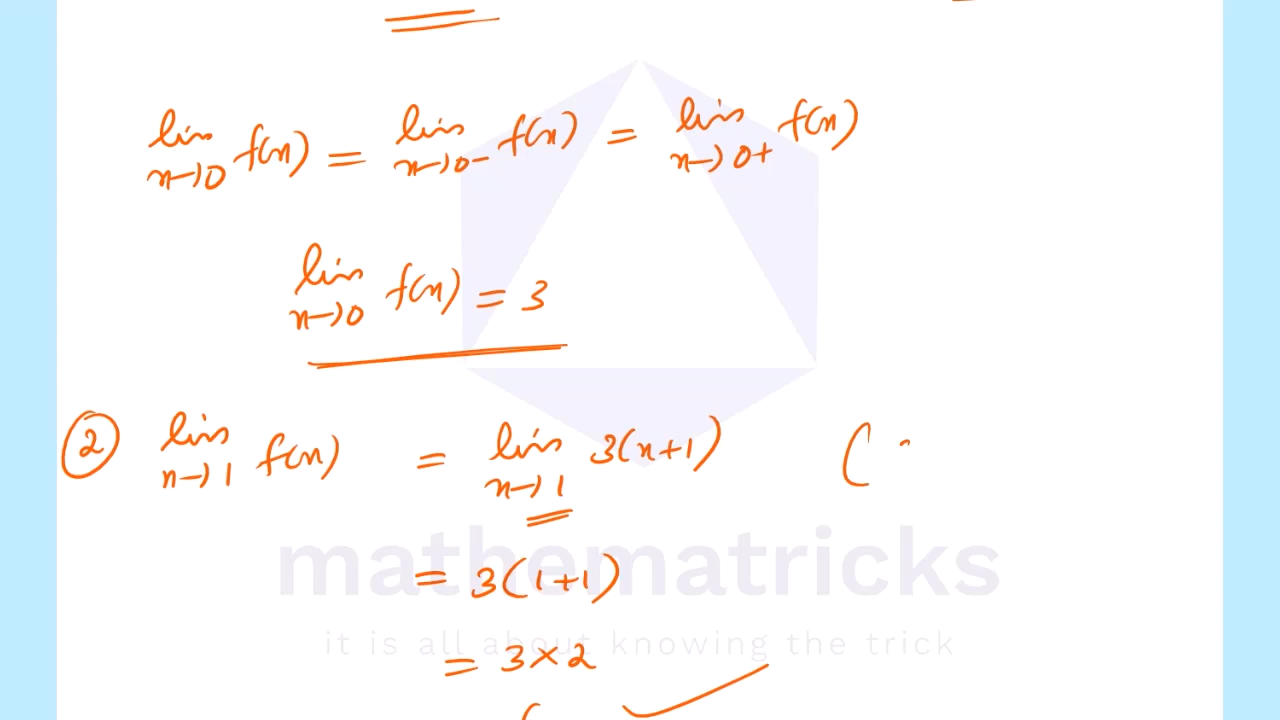 lim x→0 f(x) = lim x→0- f(x) = lim x→0+ f(x)
lim x→0 f(x) = 3
② lim x→1 f(x) = lim x→1 3(x+1) (
= 3(1+1)
mathematricks
it is all about knowing the trick
= 3×2